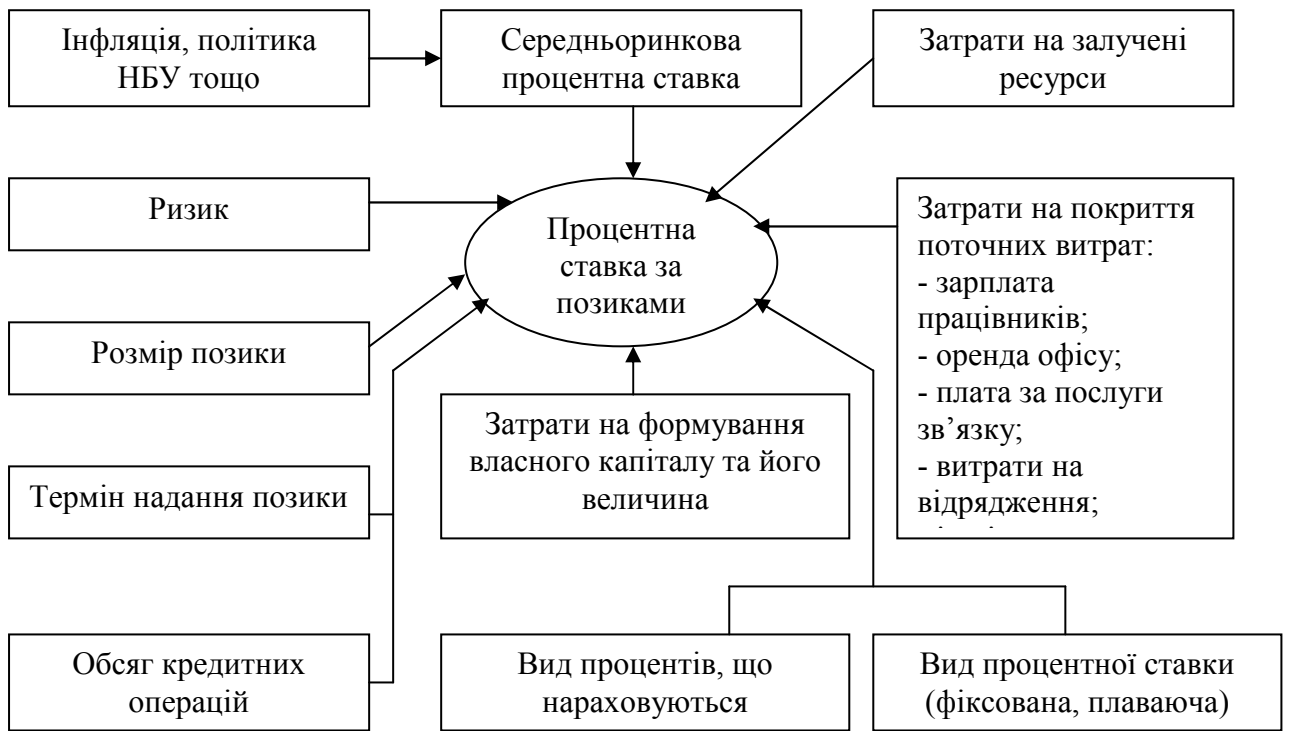 Інфляція, політика
НБУ тощо
Середньоринкова
процентна ставка
Затрати на залучені
ресурси
Ризик
Процентна
ставка за
позиками
Затрати на покриття
поточних витрат:
- зарплата
працівників;
- оренда офісу;
- плата за послуги
зв’язку;
- витрати на
відрядження;
Розмір позики
Затрати на формування
власного капіталу та його
величина
Термін надання позики
Обсяг кредитних
операцій
Вид процентів, що
нараховуються
Вид процентної ставки
(фіксована, плаваюча)